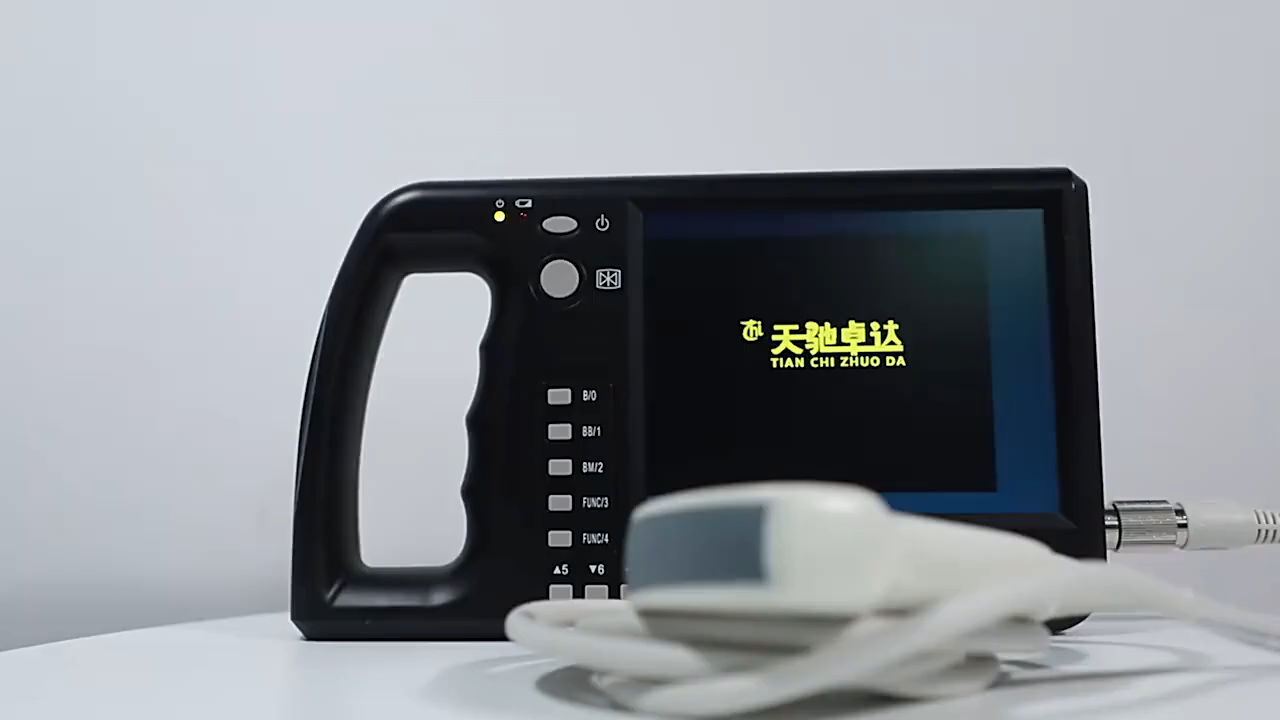 天驰卓达
TIAN CHI ZHUO DA
B/0
BB/1
BM/2
FUNC/3
FUNC/4
▲5 ▼6